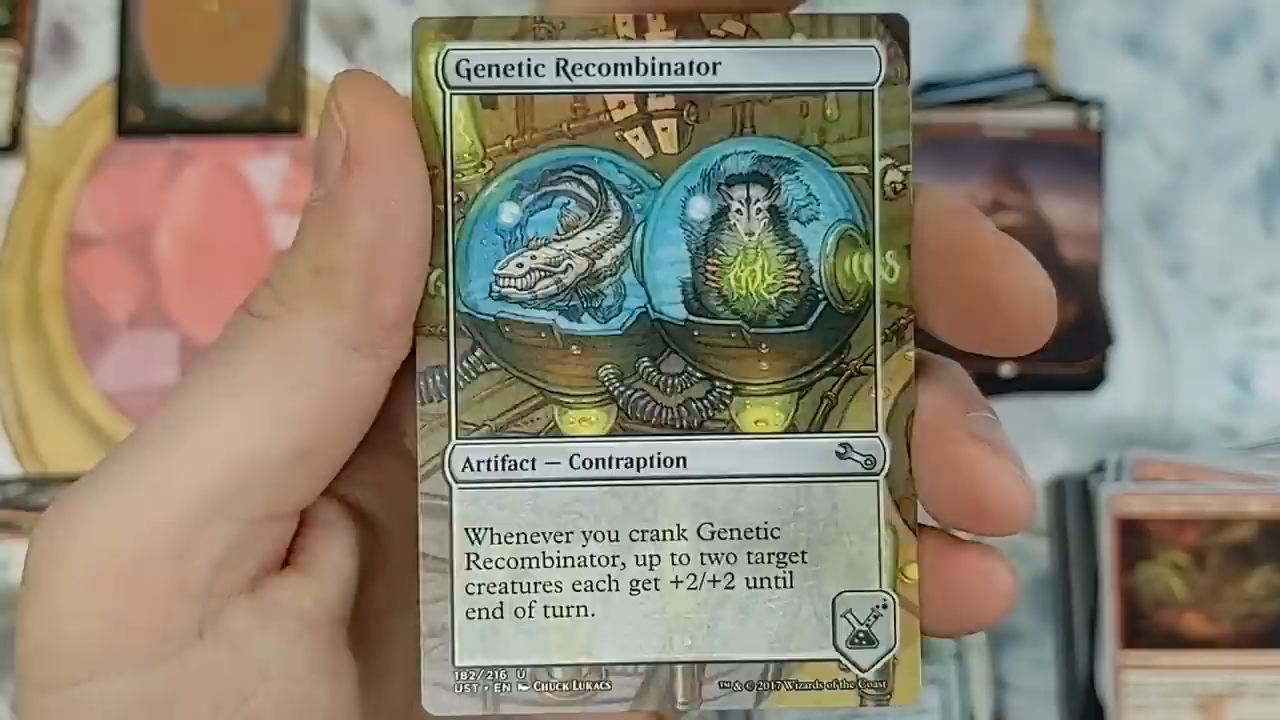 Genetic Recombinator
Artifact — Contraption
Whenever you crank Genetic
Recombinator, up to two target
creatures each get +2/+2 until
end of turn.
182/216 U
UST • EN Chuck Lukacs
™ & © 2017 Wizards of the Coast